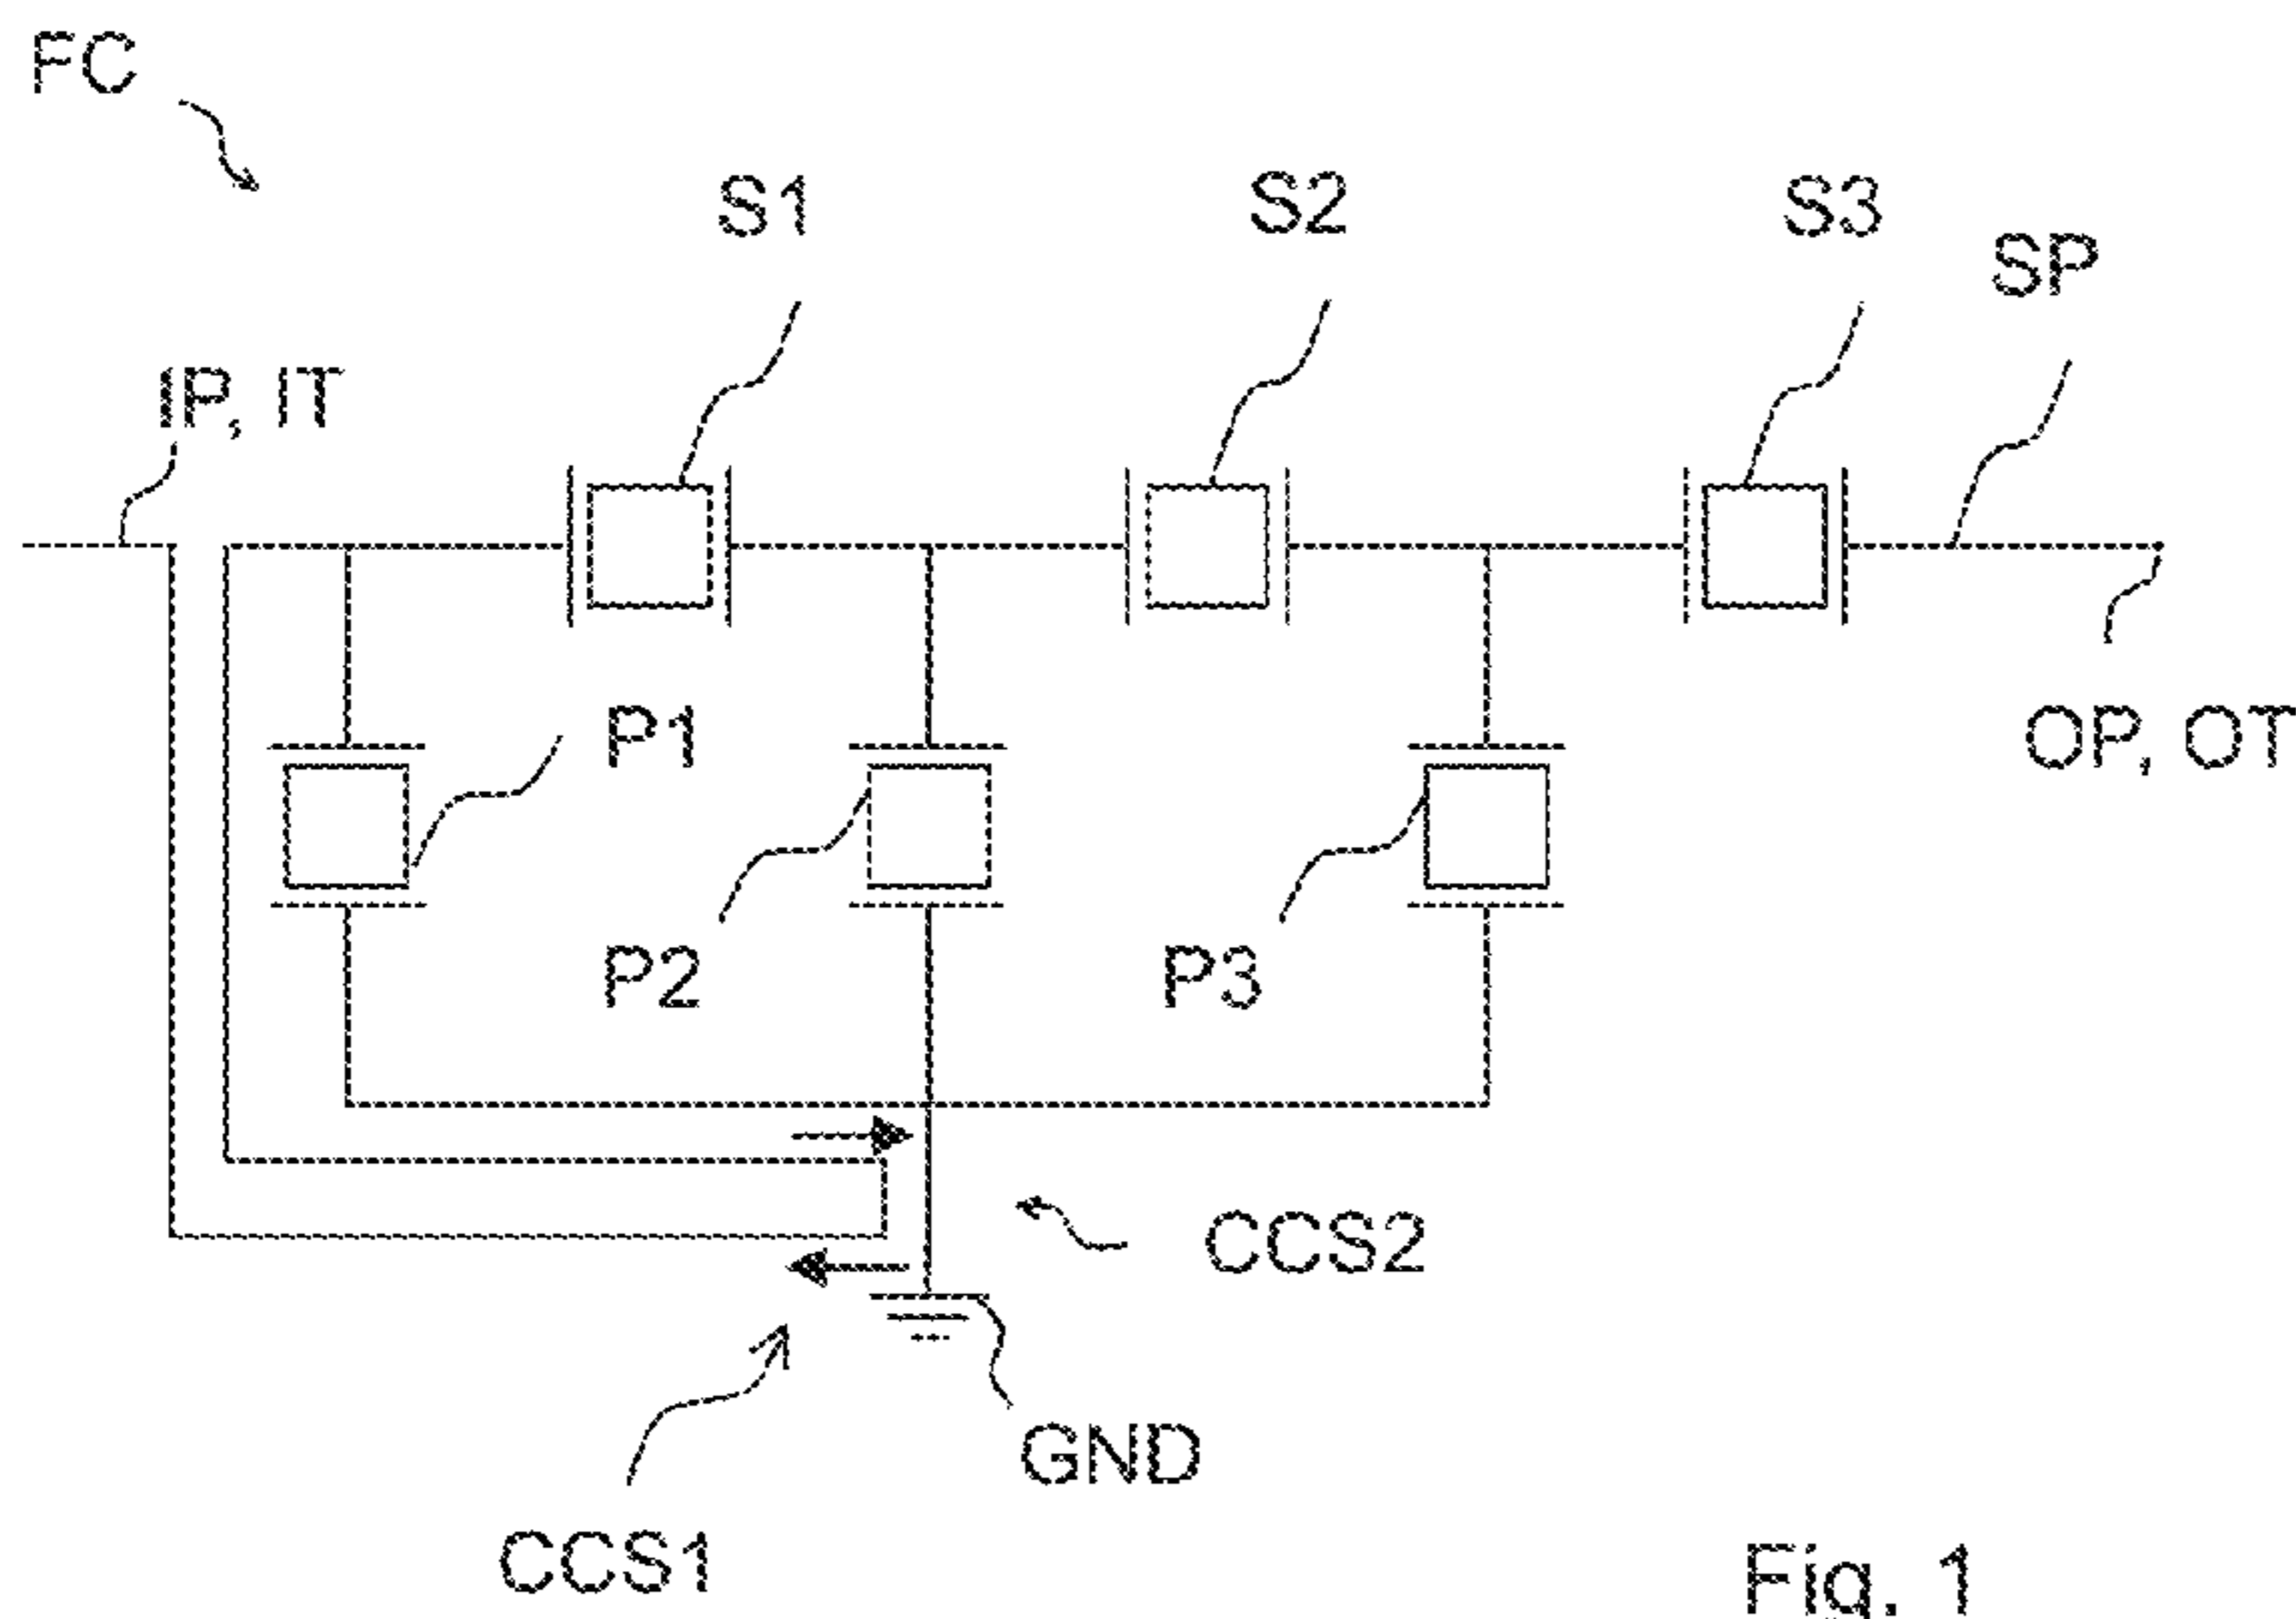 FC
S1
S2
S3
SP
IP, IT
P1
OP, OT
P2
P3
CCS2
GND
CCS1
Fig. 1